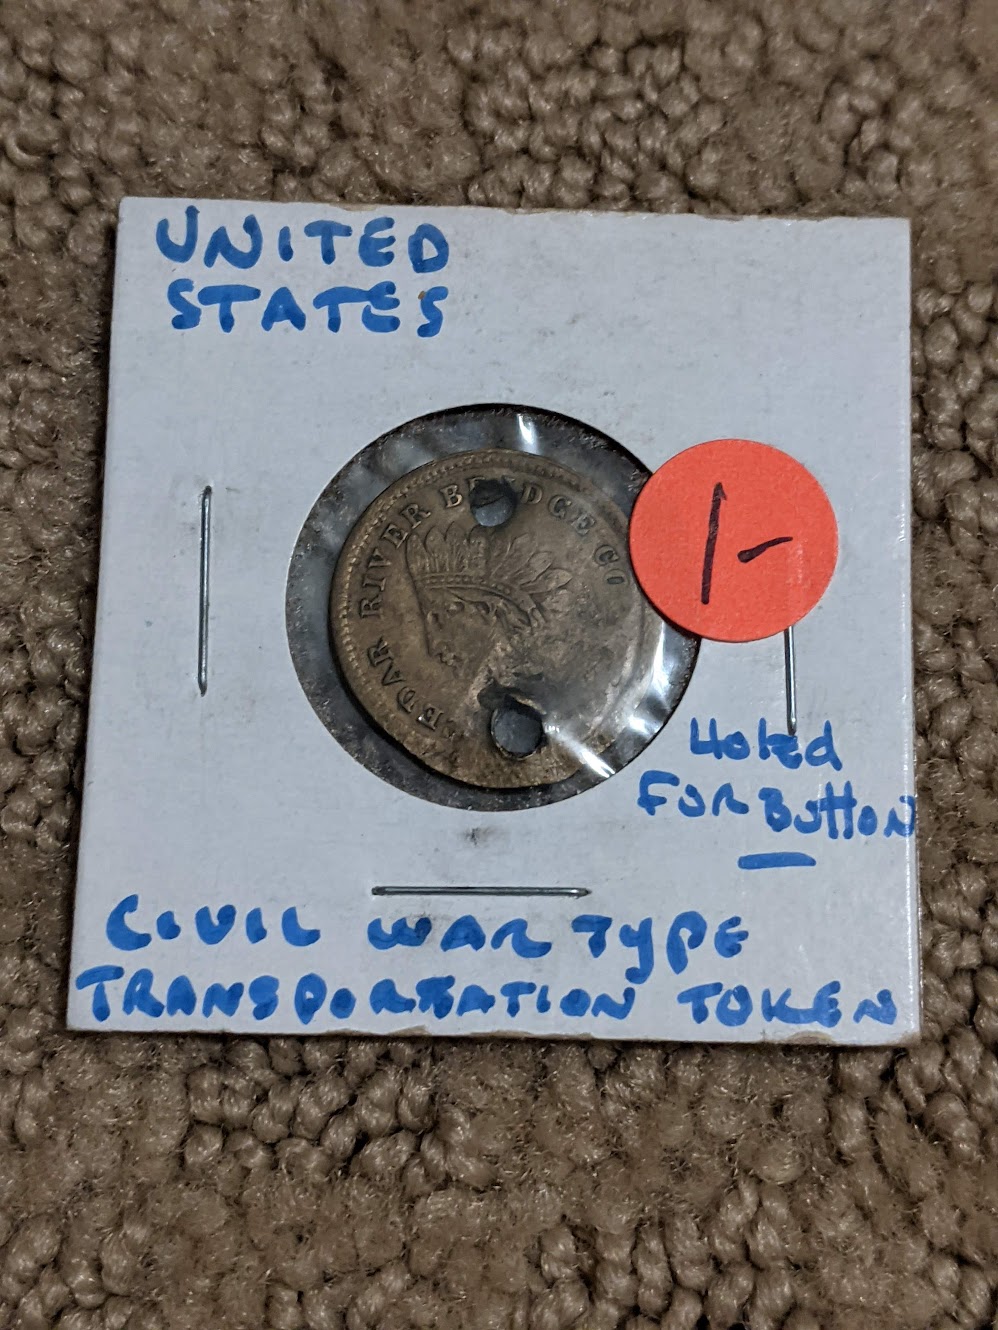 UNITED
STATES
CEDAR RIVER BRIDGE CO
1-
Holed
FOR Button
CIVIL WAR TYPE
TRANSPORTATION TOKEN